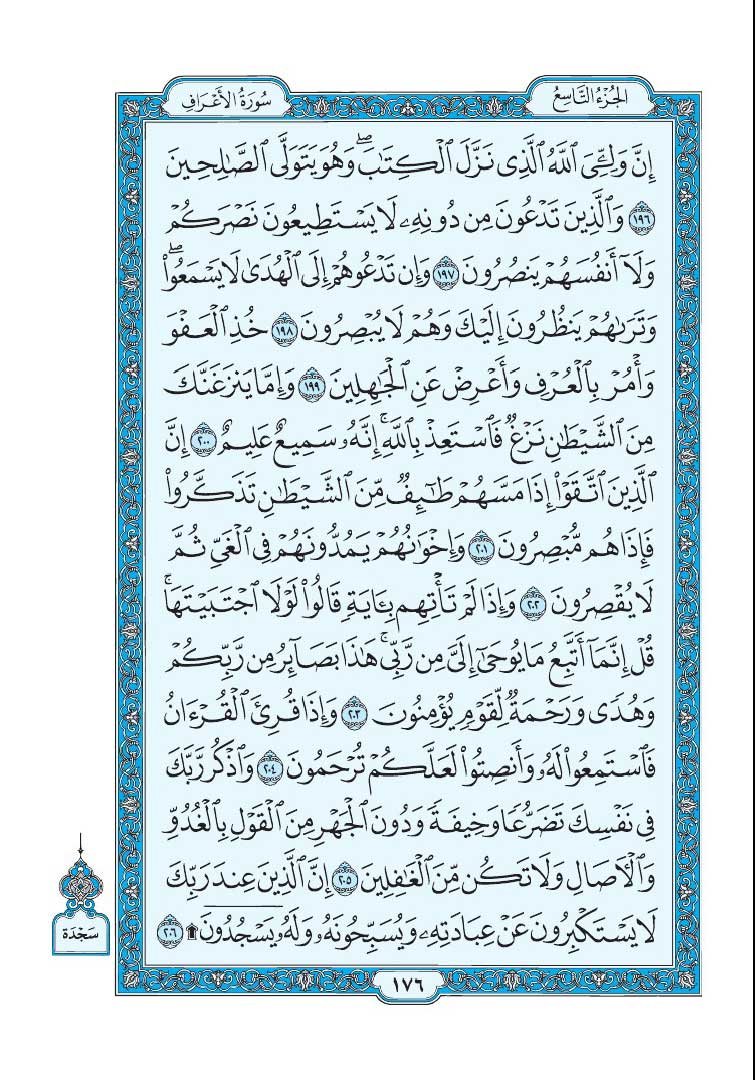 الجُزْءُ التَّاسِعُ
سُورَةُ الأَعْرَافِ
إِنَّ وَلِـِّۧيَ ٱللَّهُ ٱلَّذِي نَزَّلَ ٱلْكِتَٰبَۖ وَهُوَ يَتَوَلَّى ٱلصَّٰلِحِينَ
١٩٦ وَٱلَّذِينَ تَدْعُونَ مِن دُونِهِۦ لَا يَسْتَطِيعُونَ نَصْرَكُمْ
وَلَآ أَنفُسَهُمْ يَنصُرُونَ ١٩٧ وَإِن تَدْعُوهُمْ إِلَى ٱلْهُدَىٰ لَا يَسْمَعُوا۟ۖ
وَتَرَىٰهُمْ يَنظُرُونَ إِلَيْكَ وَهُمْ لَا يُبْصِرُونَ ١٩٨ خُذِ ٱلْعَفْوَ
وَأْمُرْ بِٱلْعُرْفِ وَأَعْرِضْ عَنِ ٱلْجَٰهِلِينَ ١٩٩ وَإِمَّا يَنزَغَنَّكَ
مِنَ ٱلشَّيْطَٰنِ نَزْغٌ فَٱسْتَعِذْ بِٱللَّهِۚ إِنَّهُۥ سَمِيعٌ عَلِيمٌ ٢٠٠ إِنَّ
ٱلَّذِينَ ٱتَّقَوْا۟ إِذَا مَسَّهُمْ طَٰٓئِفٌ مِّنَ ٱلشَّيْطَٰنِ تَذَكَّرُوا۟
فَإِذَا هُم مُّبْصِرُونَ ٢٠١ وَإِخْوَٰنُهُمْ يَمُدُّونَهُمْ فِي ٱلْغَيِّ ثُمَّ
لَا يُقْصِرُونَ ٢٠٢ وَإِذَا لَمْ تَأْتِهِم بِـَٔايَةٍ قَالُوا۟ لَوْلَا ٱجْتَبَيْتَهَاۚ
قُلْ إِنَّمَآ أَتَّبِعُ مَا يُوحَىٰٓ إِلَيَّ مِن رَّبِّيۚ هَٰذَا بَصَآئِرُ مِن رَّبِّكُمْ
وَهُدًى وَرَحْمَةٌ لِّقَوْمٍ يُؤْمِنُونَ ٢٠٣ وَإِذَا قُرِئَ ٱلْقُرْءَانُ
فَٱسْتَمِعُوا۟ لَهُۥ وَأَنصِتُوا۟ لَعَلَّكُمْ تُرْحَمُونَ ٢٠٤ وَٱذْكُر رَّبَّكَ
فِي نَفْسِكَ تَضَرُّعًا وَخِيفَةً وَدُونَ ٱلْجَهْرِ مِنَ ٱلْقَوْلِ بِٱلْغُدُوِّ
وَٱلْءَاصَالِ وَلَا تَكُن مِّنَ ٱلْغَٰفِلِينَ ٢٠٥ إِنَّ ٱلَّذِينَ عِندَ رَبِّكَ
لَا يَسْتَكْبِرُونَ عَنْ عِبَادَتِهِۦ وَيُسَبِّحُونَهُۥ وَلَهُۥ يَسْجُدُونَ۩ ٢٠٦
سَجْدَة
١٧٦